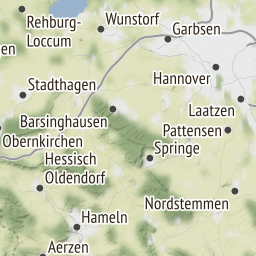 Rehburg-
Loccum
Wunstorf
Garbsen
en
Hannover
Stadthagen
Laatzen
Barsinghausen
Pattensen
Obernkirchen
Springe
Hessisch
Oldendorf
Nordstemmen
Hameln
Aerzen